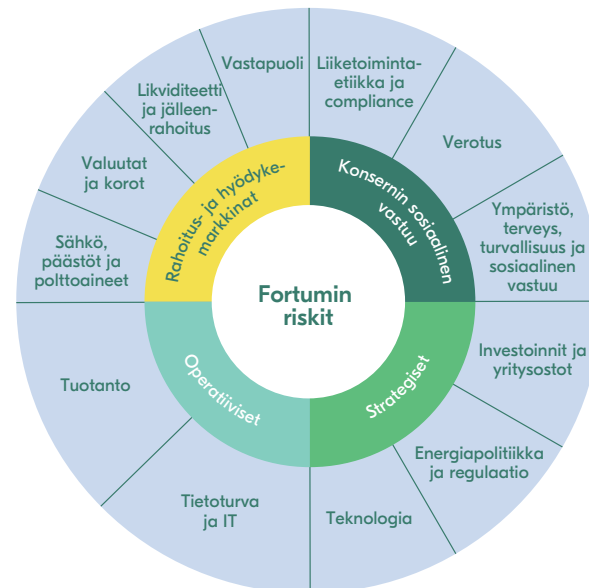 Fortumin
riskit
Konsernin sosiaalinen
vastuu
Liiketoiminta-
etiikka ja
compliance
Verotus
Ympäristö,
terveys,
turvallisuus ja
sosiaalinen
vastuu
Strategiset
Investoinnit ja
yritysostot
Energiapolitiikka
ja regulaatio
Teknologia
Operatiiviset
Tietoturva
ja IT
Tuotanto
Rahoitus- ja hyödyke-
markkinat
Sähkö,
päästöt ja
polttoaineet
Valuutat
ja korot
Likviditeetti
ja jälleen-
rahoitus
Vastapuoli